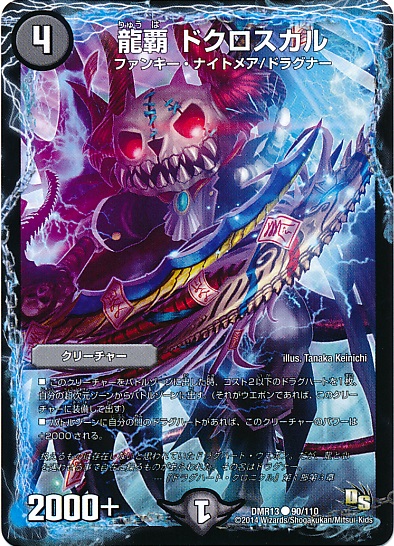 4
りゅう は
龍覇 ドクロスカル
ファンキー・ナイトメア/ドラグナー
クリーチャー
illus. Tanaka Keinichi
■このクリーチャーをバトルゾーンに出した時、コスト2以下のドラグハートを1枚、
自分の超次元ゾーンからバトルゾーンに出す。(それがウエポンであれば、このクリー
チャーに装備して出す)
■バトルゾーンに自分の闇のドラグハートがあれば、このクリーチャーのパワーは
+2000される。
2000+
DS
DMR13 ● 90/110
©2014 Wizards/Shogakukan/Mitsui-Kids